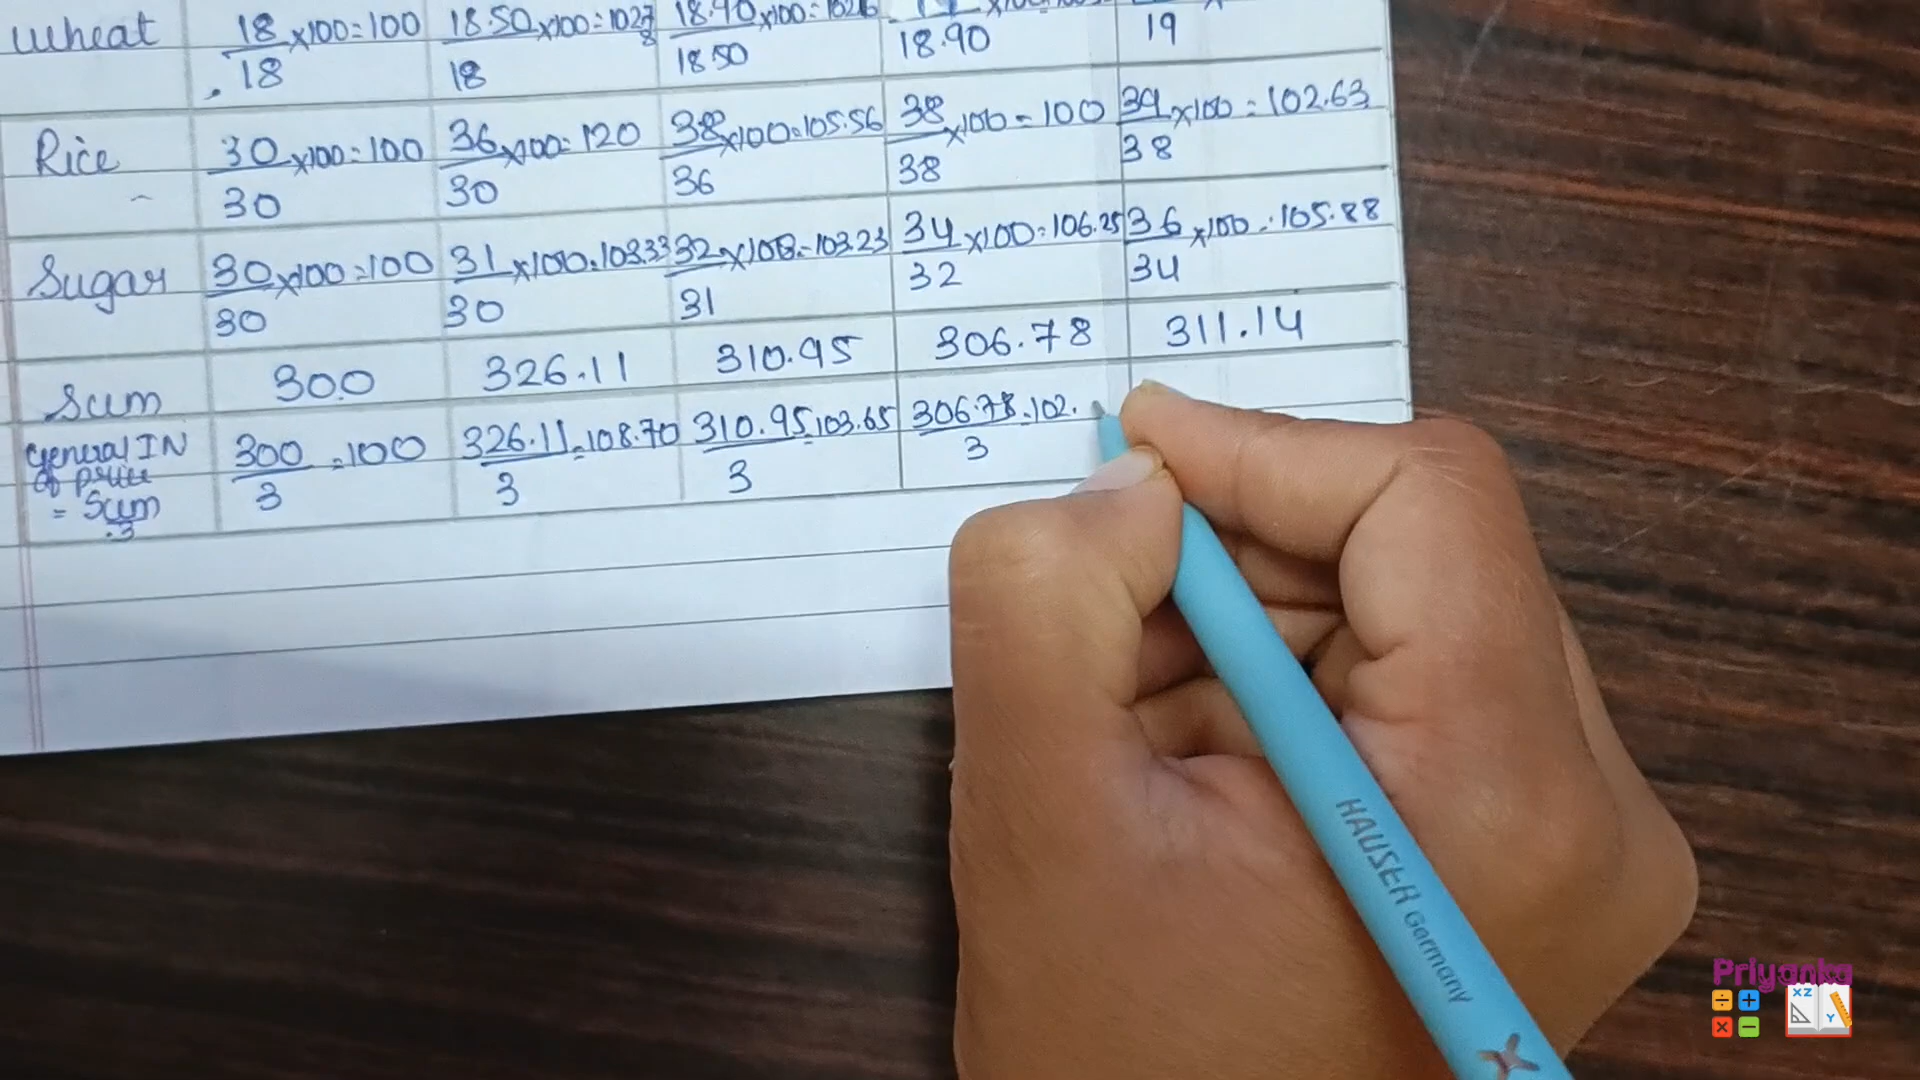 Wheat 18/18 x100=100 18.50/18 x100=102.78 18.90/18.50 x100 18.90 19
Rice 30/30 x100=100 36/30 x100=120 38/36 x100=105.56 38/38 x100=100 39/38 x100=102.63
Sugar 30/30 x100=100 31/30 x100=103.33 32/31 x100=103.23 34/32 x100=106.25 36/34 x100=105.88
Sum 300 326.11 310.95 306.78 311.14
General IN of price = Sum/3 300/3=100 326.11/3=108.70 310.95/3=103.65 306.78/3=102.
HAUSER Germany
Priyanka
XZ
Y